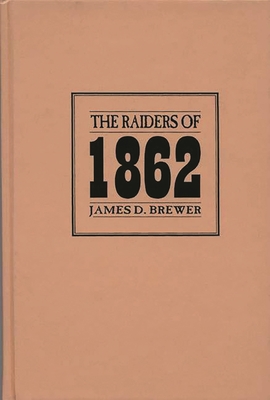 THE RAIDERS OF
1862
JAMES D. BREWER